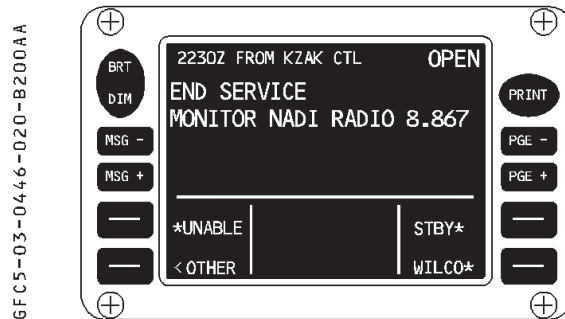 GFC5-03-0446-020-B200AA
BRT
DIM
MSG -
MSG +
2230Z FROM KZAK CTL OPEN
END SERVICE
MONITOR NADI RADIO 8.867
*UNABLE STBY*
<OTHER WILCO*
PRINT
PGE -
PGE +